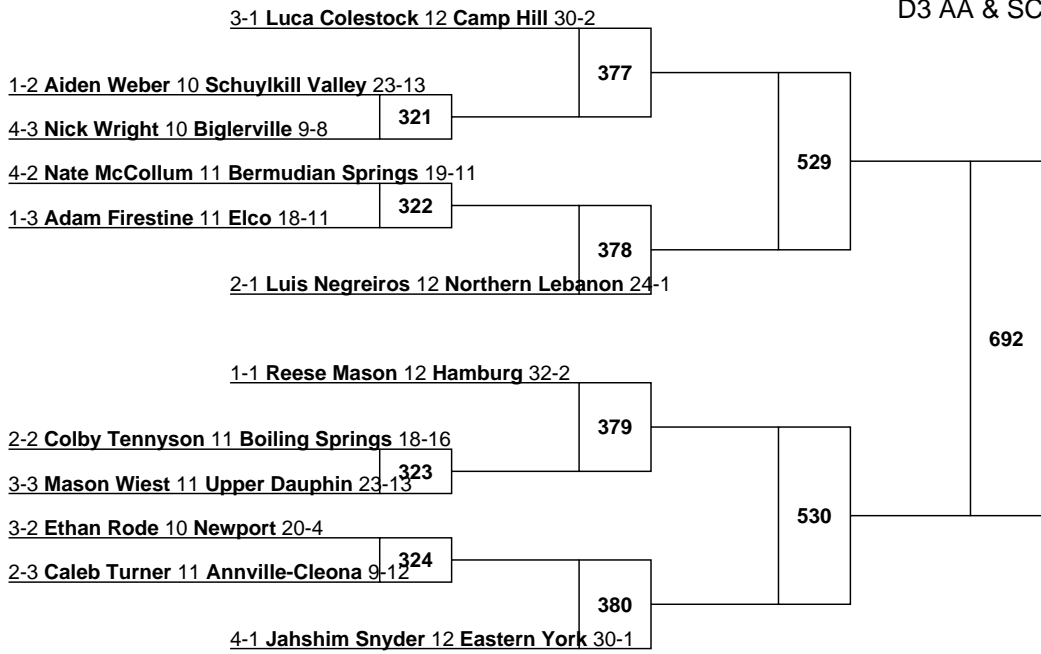 D3 AA & SC
3-1 Luca Colestock 12 Camp Hill 30-2
377
1-2 Aiden Weber 10 Schuylkill Valley 23-13
321
4-3 Nick Wright 10 Biglerville 9-8
529
4-2 Nate McCollum 11 Bermudian Springs 19-11
322
1-3 Adam Firestine 11 Elco 18-11
378
2-1 Luis Negreiros 12 Northern Lebanon 24-1
692
1-1 Reese Mason 12 Hamburg 32-2
379
2-2 Colby Tennyson 11 Boiling Springs 18-16
323
3-3 Mason Wiest 11 Upper Dauphin 23-13
530
3-2 Ethan Rode 10 Newport 20-4
324
2-3 Caleb Turner 11 Annville-Cleona 9-12
380
4-1 Jahshim Snyder 12 Eastern York 30-1